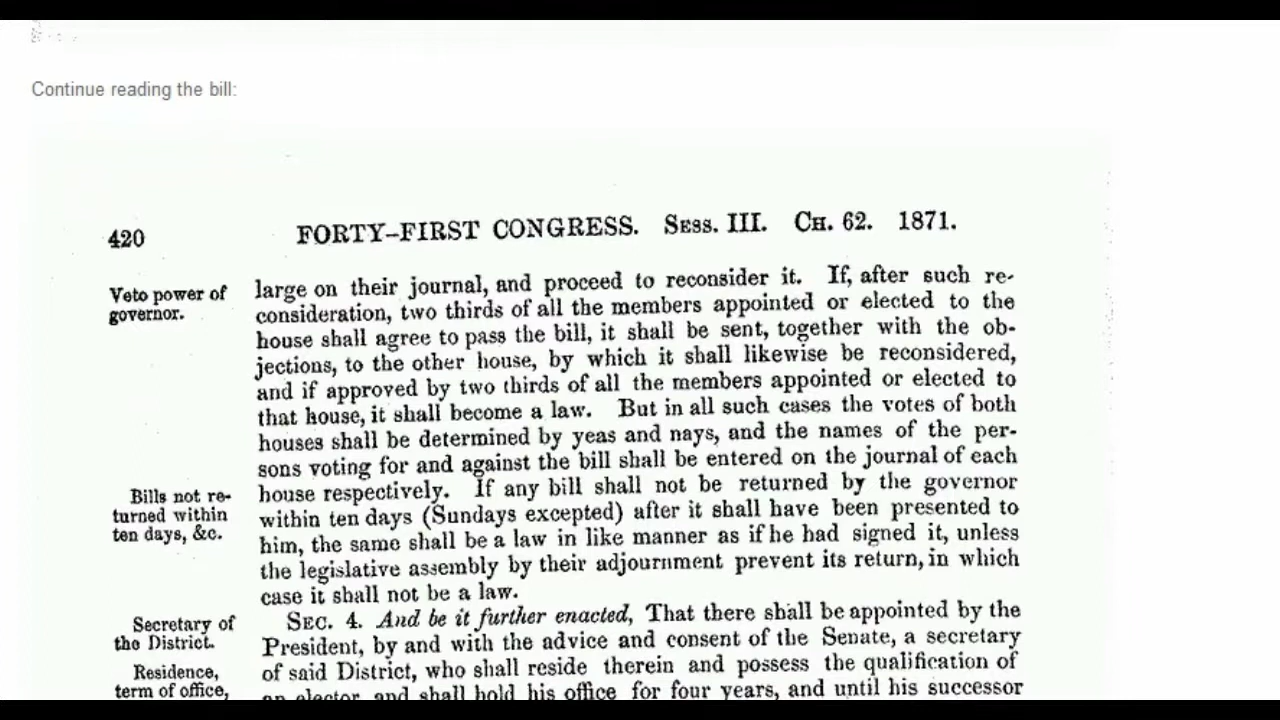 Continue reading the bill:
420 FORTY-FIRST CONGRESS. SESS. III. CH. 62. 1871.
Veto power of
governor.
large on their journal, and proceed to reconsider it. If, after such re-
consideration, two thirds of all the members appointed or elected to the
house shall agree to pass the bill, it shall be sent, together with the ob-
jections, to the other house, by which it shall likewise be reconsidered,
and if approved by two thirds of all the members appointed or elected to
that house, it shall become a law. But in all such cases the votes of both
houses shall be determined by yeas and nays, and the names of the per-
sons voting for and against the bill shall be entered on the journal of each
Bills not re-
turned within
ten days, &c.
house respectively. If any bill shall not be returned by the governor
within ten days (Sundays excepted) after it shall have been presented to
him, the same shall be a law in like manner as if he had signed it, unless
the legislative assembly by their adjournment prevent its return, in which
case it shall not be a law.
Secretary of
the District.
SEC. 4. And be it further enacted, That there shall be appointed by the
President, by and with the advice and consent of the Senate, a secretary
Residence,
term of office,
of said District, who shall reside therein and possess the qualification of
an elector, and shall hold his office for four years, and until his successor